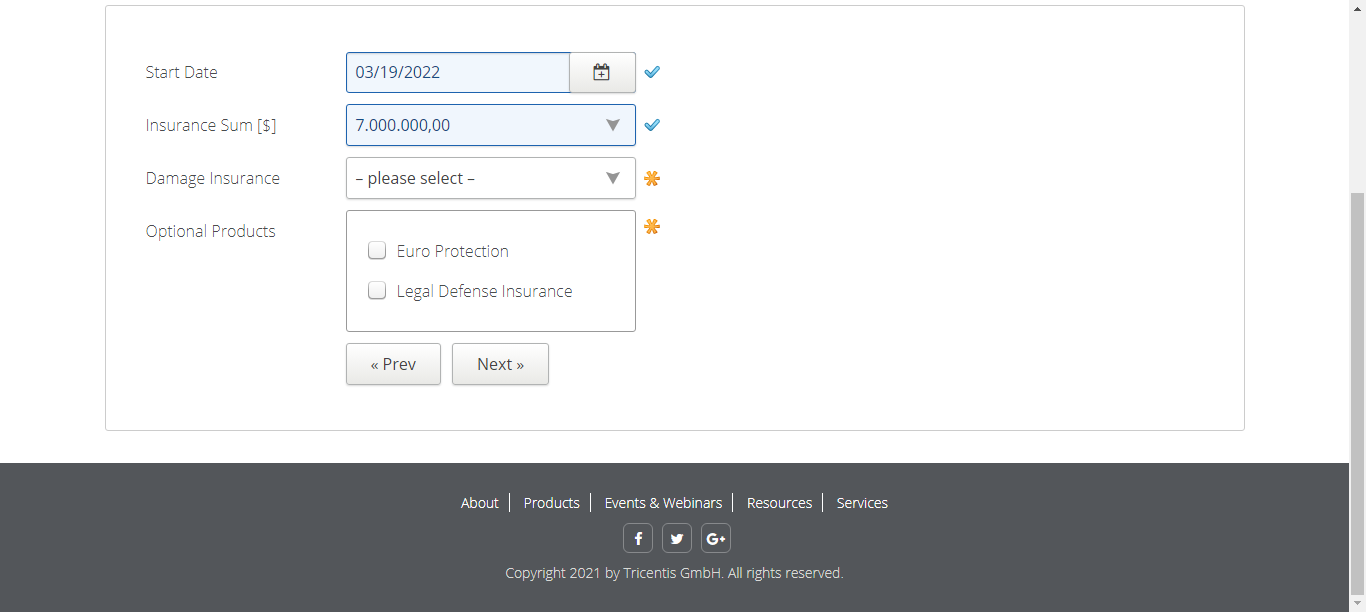 Start Date 03/19/2022
Insurance Sum [$] 7.000.000,00
Damage Insurance – please select –
Optional Products
Euro Protection
Legal Defense Insurance
« Prev Next »
About Products Events & Webinars Resources Services
Copyright 2021 by Tricentis GmbH. All rights reserved.